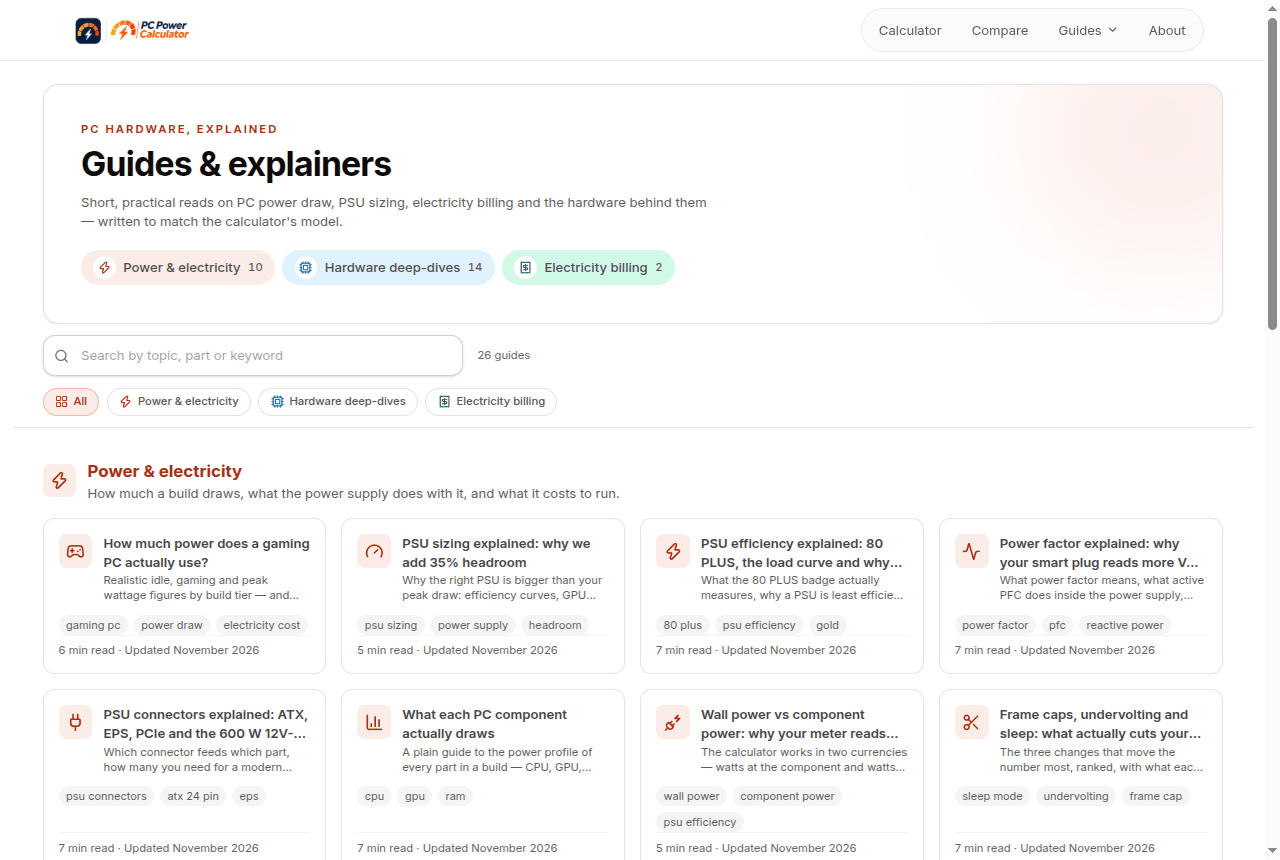 PC Power
Calculator
Calculator
Compare
Guides
About
PC HARDWARE, EXPLAINED
Guides & explainers
Short, practical reads on PC power draw, PSU sizing, electricity billing and the hardware behind them
— written to match the calculator's model.
Power & electricity 10
Hardware deep-dives 14
Electricity billing 2
Search by topic, part or keyword
26 guides
All
Power & electricity
Hardware deep-dives
Electricity billing
Power & electricity
How much a build draws, what the power supply does with it, and what it costs to run.
How much power does a gaming
PC actually use?
Realistic idle, gaming and peak
wattage figures by build tier — and...
gaming pc
power draw
electricity cost
6 min read · Updated November 2026
PSU sizing explained: why we
add 35% headroom
Why the right PSU is bigger than your
peak draw: efficiency curves, GPU...
psu sizing
power supply
headroom
5 min read · Updated November 2026
PSU efficiency explained: 80
PLUS, the load curve and why...
What the 80 PLUS badge actually
measures, why a PSU is least efficie...
80 plus
psu efficiency
gold
7 min read · Updated November 2026
Power factor explained: why
your smart plug reads more V...
What power factor means, what active
PFC does inside the power supply,...
power factor
pfc
reactive power
7 min read · Updated November 2026
PSU connectors explained: ATX,
EPS, PCIe and the 600 W 12V-...
Which connector feeds which part,
how many you need for a modern...
psu connectors
atx 24 pin
eps
7 min read · Updated November 2026
What each PC component
actually draws
A plain guide to the power profile of
every part in a build — CPU, GPU,...
cpu
gpu
ram
7 min read · Updated November 2026
Wall power vs component
power: why your meter reads...
The calculator works in two currencies
— watts at the component and watts...
wall power
component power
psu efficiency
5 min read · Updated November 2026
Frame caps, undervolting and
sleep: what actually cuts your...
The three changes that move the
number most, ranked, with what eac...
sleep mode
undervolting
frame cap
7 min read · Updated November 2026